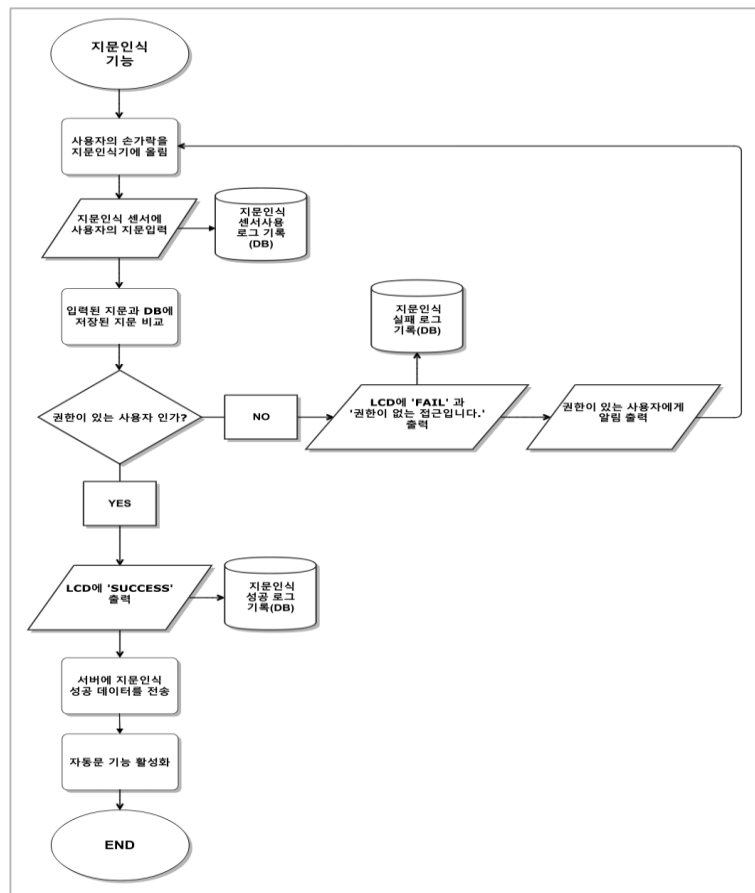 지문인식
기능
사용자의 손가락을
지문인식기에 올림
지문인식 센서에
사용자의 지문입력
지문인식
센서사용
로그 기록
(DB)
입력된 지문과 DB에
저장된 지문 비교
지문인식
실패 로그
기록(DB)
권한이 있는 사용자 인가?
NO
LCD에 'FAIL' 과
'권한이 없는 접근입니다.'
출력
권한이 있는 사용자에게
알림 출력
YES
LCD에 'SUCCESS'
출력
지문인식
성공 로그
기록(DB)
서버에 지문인식
성공 데이터를 전송
자동문 기능 활성화
END